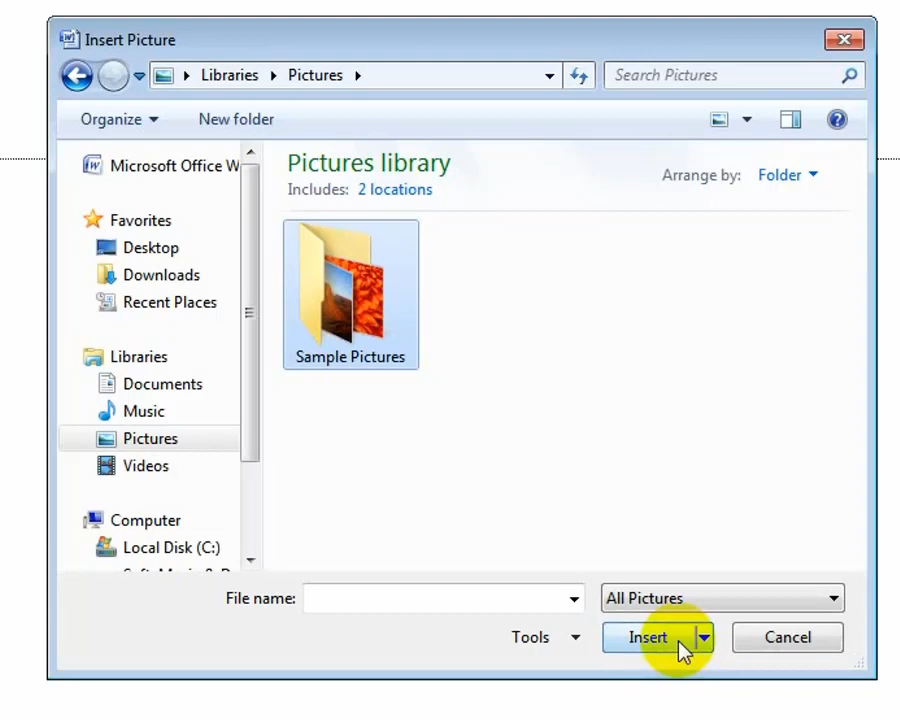 Insert Picture
Libraries Pictures
Search Pictures
Organize
New folder
Microsoft Office W
Favorites
Desktop
Downloads
Recent Places
Libraries
Documents
Music
Pictures
Videos
Computer
Local Disk (C:)
Pictures library
Includes: 2 locations
Arrange by: Folder
Sample Pictures
File name:
All Pictures
Tools
Insert
Cancel